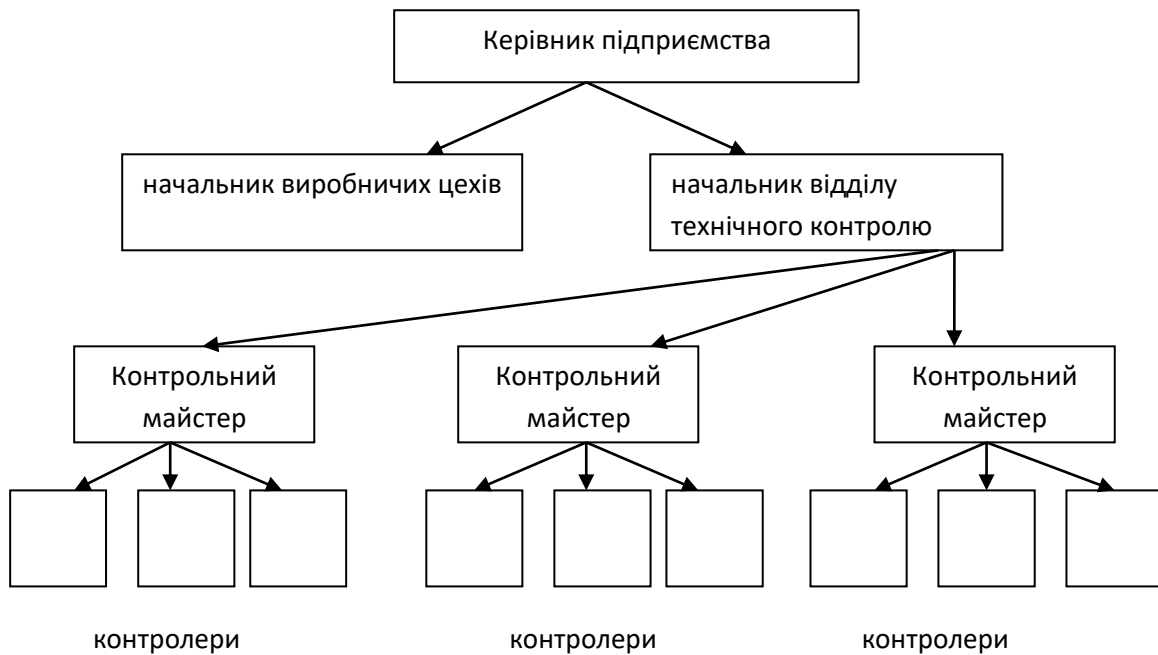 Керівник підприємства
начальник виробничих цехів
начальник відділу
технічного контролю
Контрольний
майстер
Контрольний
майстер
Контрольний
майстер
контролери
контролери
контролери